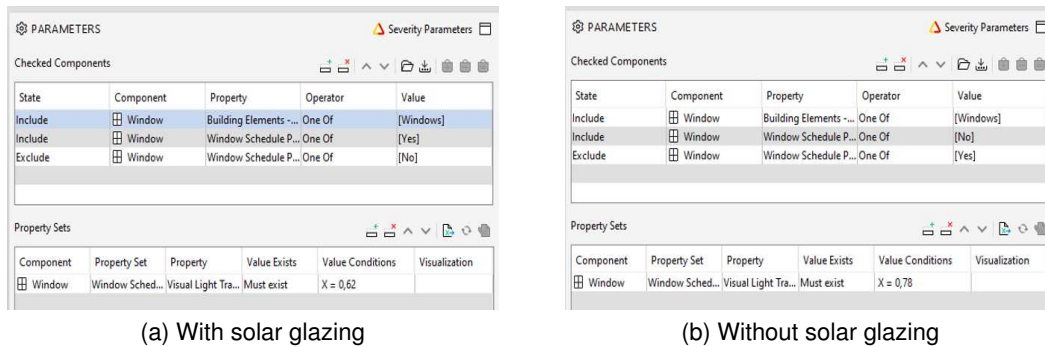 PARAMETERS Severity Parameters
Checked Components
State Component Property Operator Value
Include Window Building Elements -... One Of [Windows]
Include Window Window Schedule P... One Of [Yes]
Exclude Window Window Schedule P... One Of [No]
Property Sets
Component Property Set Property Value Exists Value Conditions Visualization
Window Window Sched... Visual Light Tra... Must exist X = 0,62
(a) With solar glazing
PARAMETERS Severity Parameters
Checked Components
State Component Property Operator Value
Include Window Building Elements -... One Of [Windows]
Include Window Window Schedule P... One Of [No]
Exclude Window Window Schedule P... One Of [Yes]
Property Sets
Component Property Set Property Value Exists Value Conditions Visualization
Window Window Sched... Visual Light Tra... Must exist X = 0,78
(b) Without solar glazing